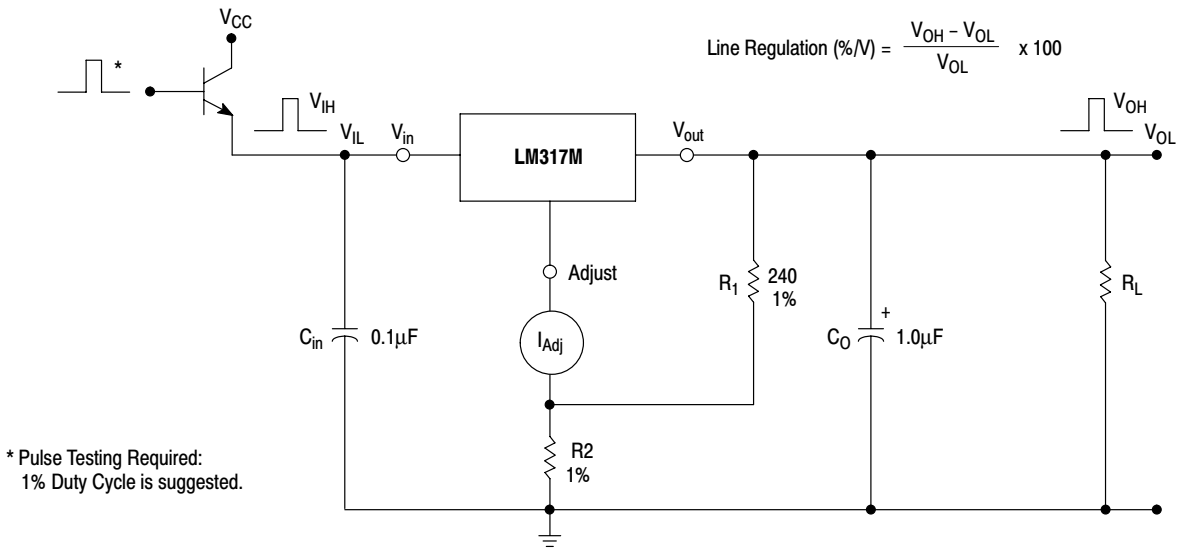 V_CC
Line Regulation (%/V) = V_OH – V_OL / V_OL x 100
*
V_IH
V_IL
V_in
LM317M
V_out
V_OH
V_OL
Adjust
R_1
240
1%
R_L
C_in
0.1μF
I_Adj
C_O
+
1.0μF
R2
1%
* Pulse Testing Required:
1% Duty Cycle is suggested.